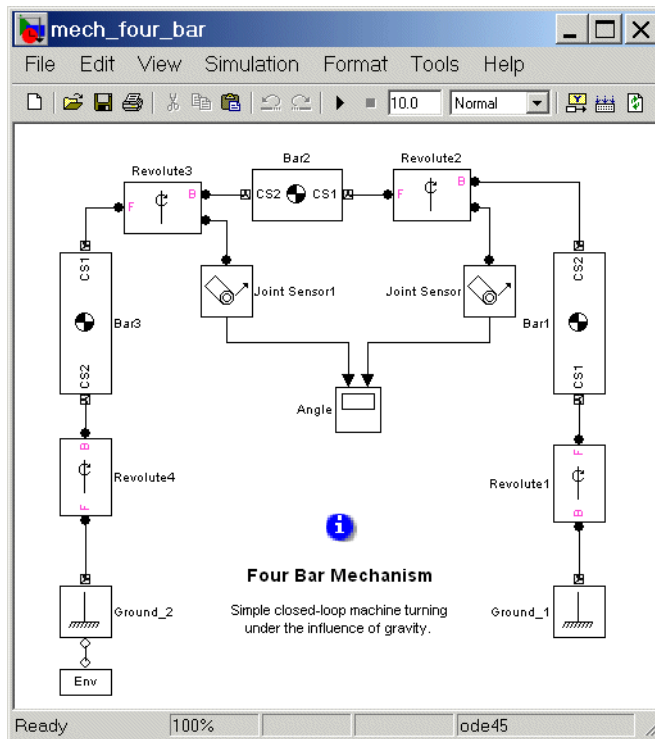 mech_four_bar
File Edit View Simulation Format Tools Help
10.0 Normal
Bar2
Revolute3
Revolute2
B
F
CS2 CS1
F
B
CS1
CS2
Joint Sensor1
Joint Sensor
Bar3
Bar1
CS2
CS1
Angle
B
F
Revolute4
Revolute1
F
B
i
Four Bar Mechanism
Ground_2
Simple closed-loop machine turning
under the influence of gravity.
Ground_1
Env
Ready 100% ode45